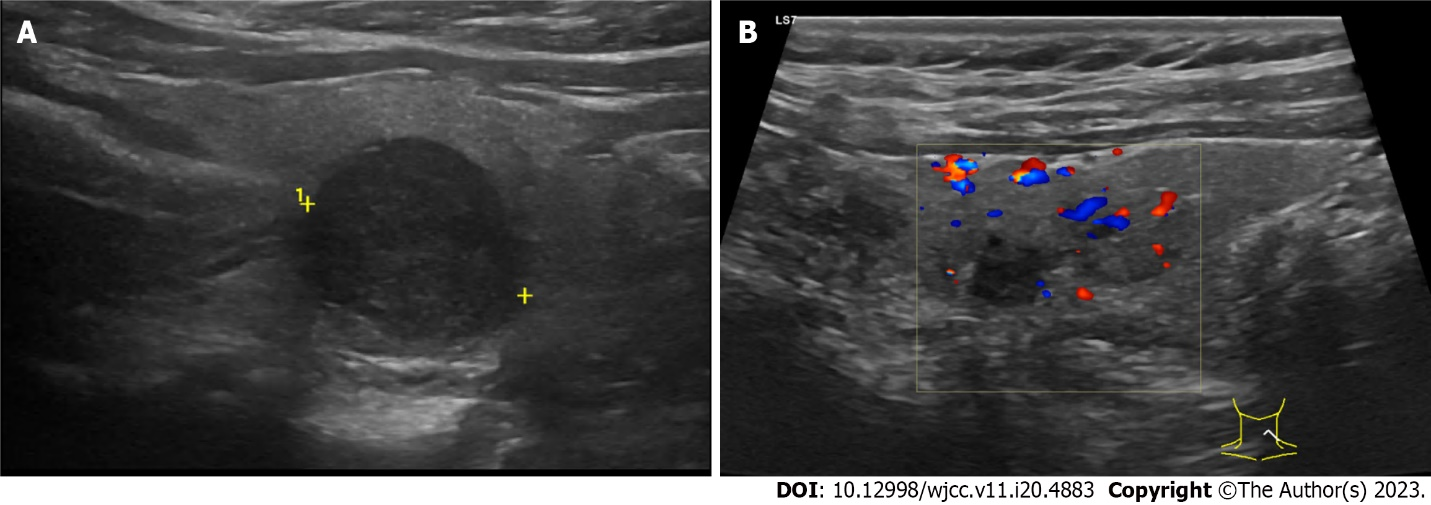 A
B
LS7
1
DOI: 10.12998/wjcc.v11.i20.4883 Copyright ©The Author(s) 2023.